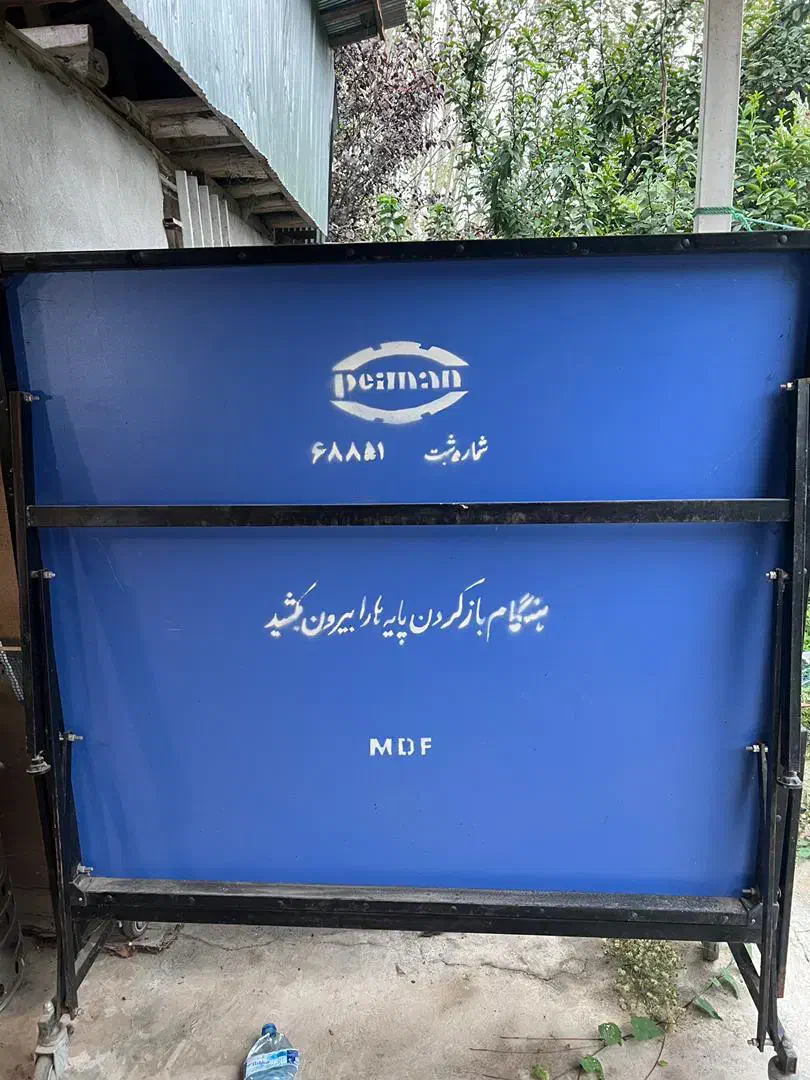 peiman
شماره ثبت ۶۸۸۵۱
هنگام باز کردن پایه ها را بیرون بکشید
MDF